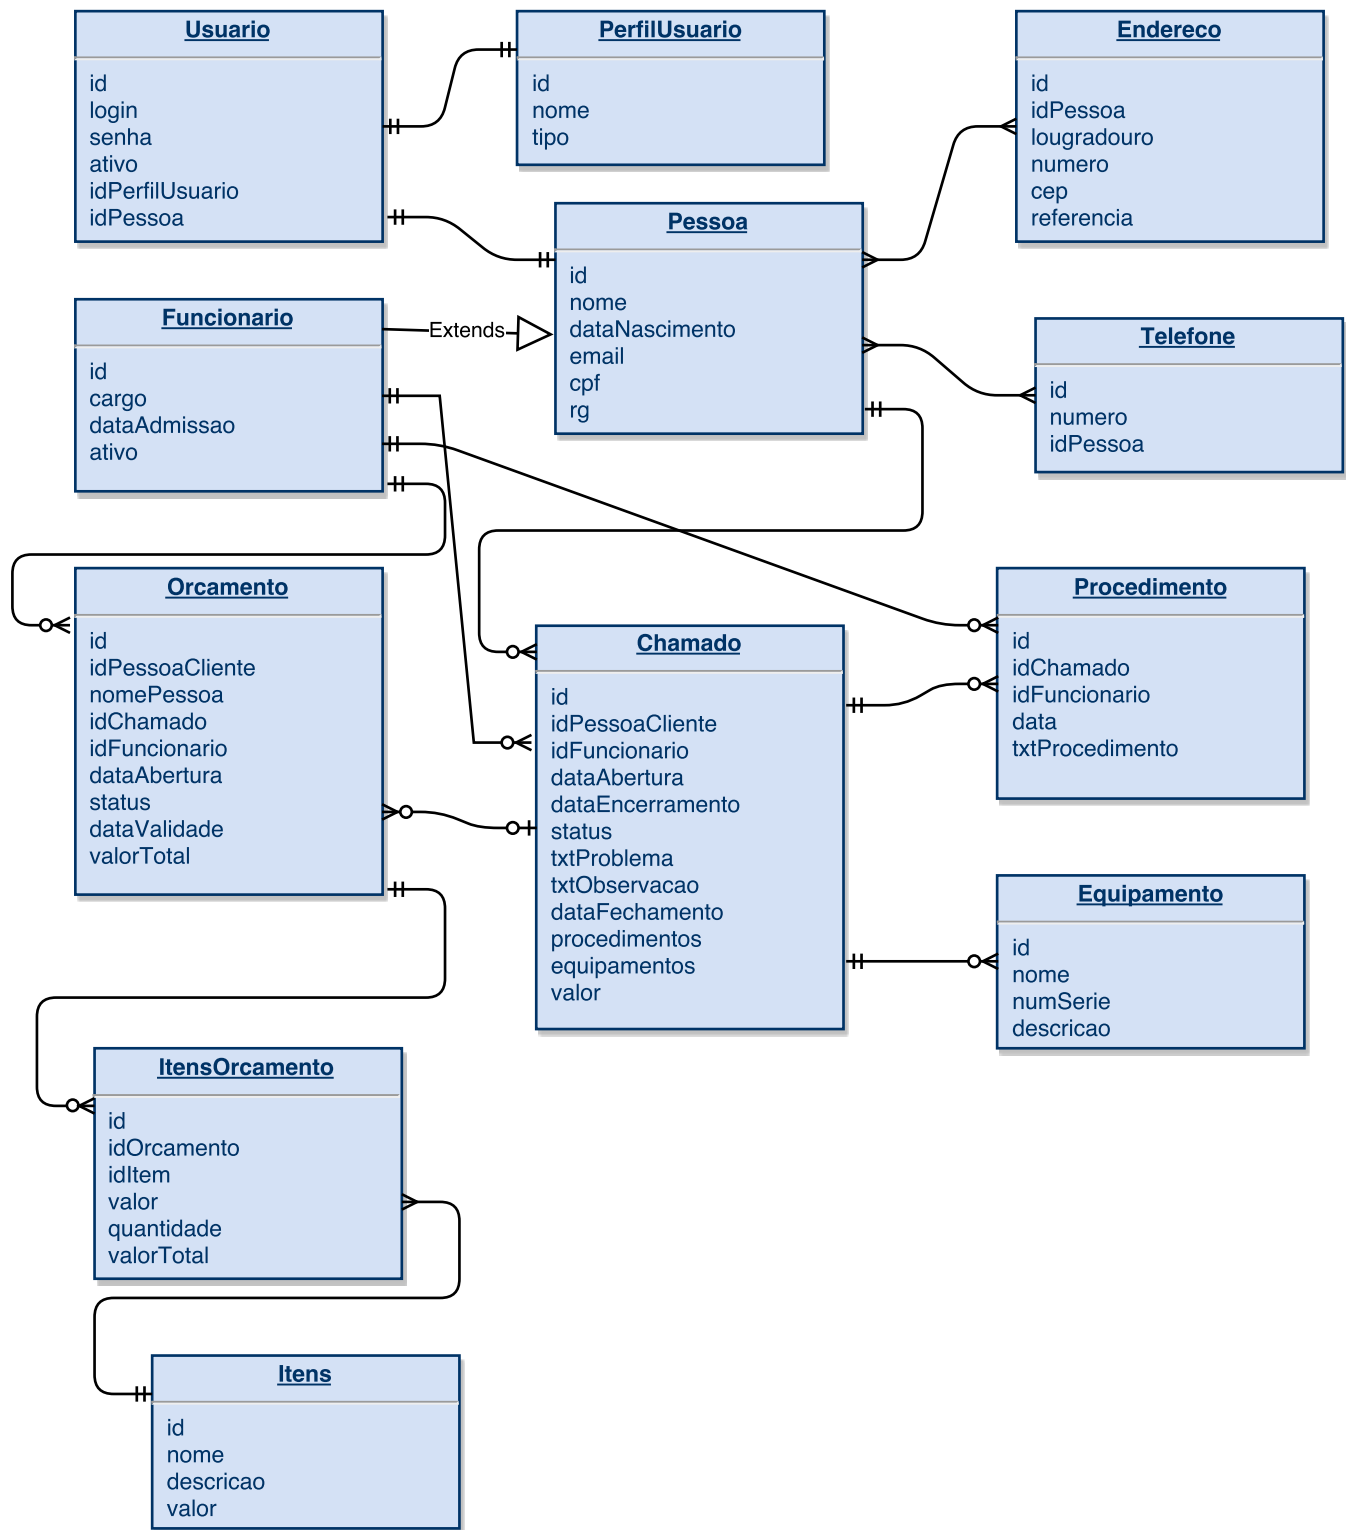 Usuario
id
login
senha
ativo
idPerfilUsuario
idPessoa
PerfilUsuario
id
nome
tipo
Endereco
id
idPessoa
lougradouro
numero
cep
referencia
Pessoa
id
nome
dataNascimento
email
cpf
rg
Funcionario
id
cargo
dataAdmissao
ativo
Extends
Telefone
id
numero
idPessoa
Orcamento
id
idPessoaCliente
nomePessoa
idChamado
idFuncionario
dataAbertura
status
dataValidade
valorTotal
Chamado
id
idPessoaCliente
idFuncionario
dataAbertura
dataEncerramento
status
txtProblema
txtObservacao
dataFechamento
procedimentos
equipamentos
valor
Procedimento
id
idChamado
idFuncionario
data
txtProcedimento
Equipamento
id
nome
numSerie
descricao
ItensOrcamento
id
idOrcamento
idItem
valor
quantidade
valorTotal
Itens
id
nome
descricao
valor